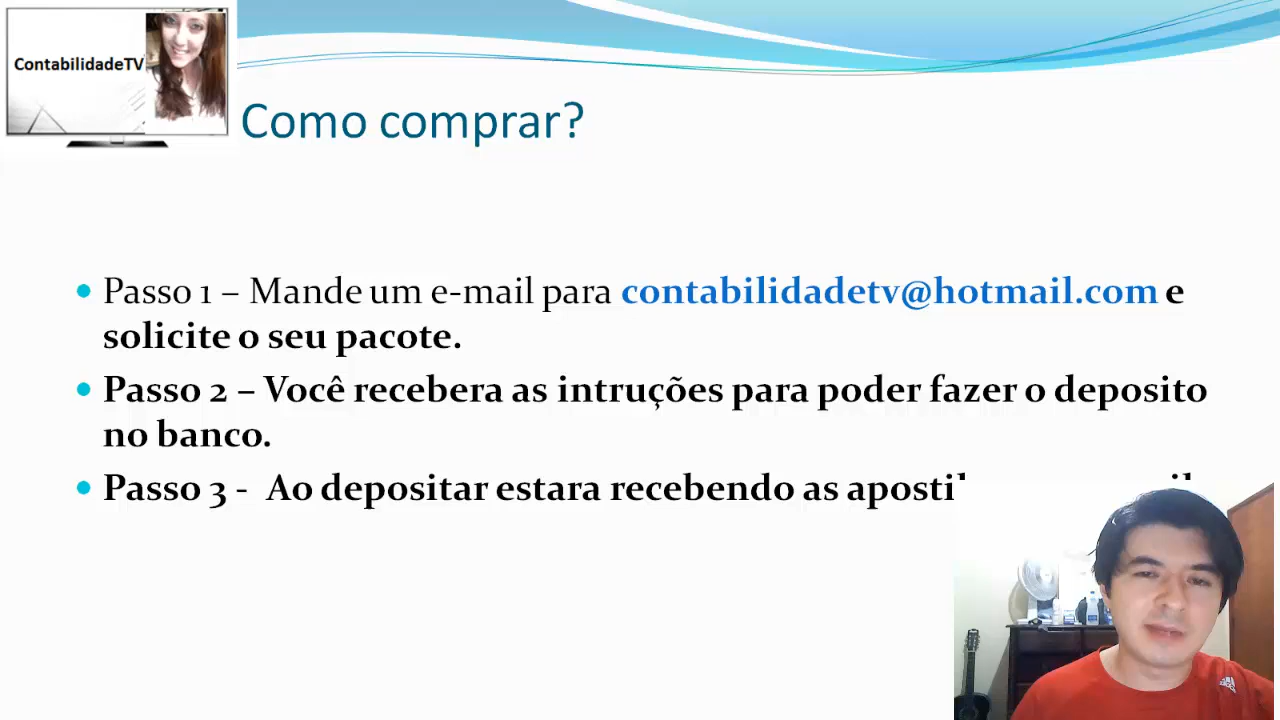 ContabilidadeTV
Como comprar?
Passo 1 – Mande um e-mail para contabilidadetv@hotmail.com e
solicite o seu pacote.
Passo 2 – Você recebera as intruções para poder fazer o deposito
no banco.
Passo 3 - Ao depositar estara recebendo as